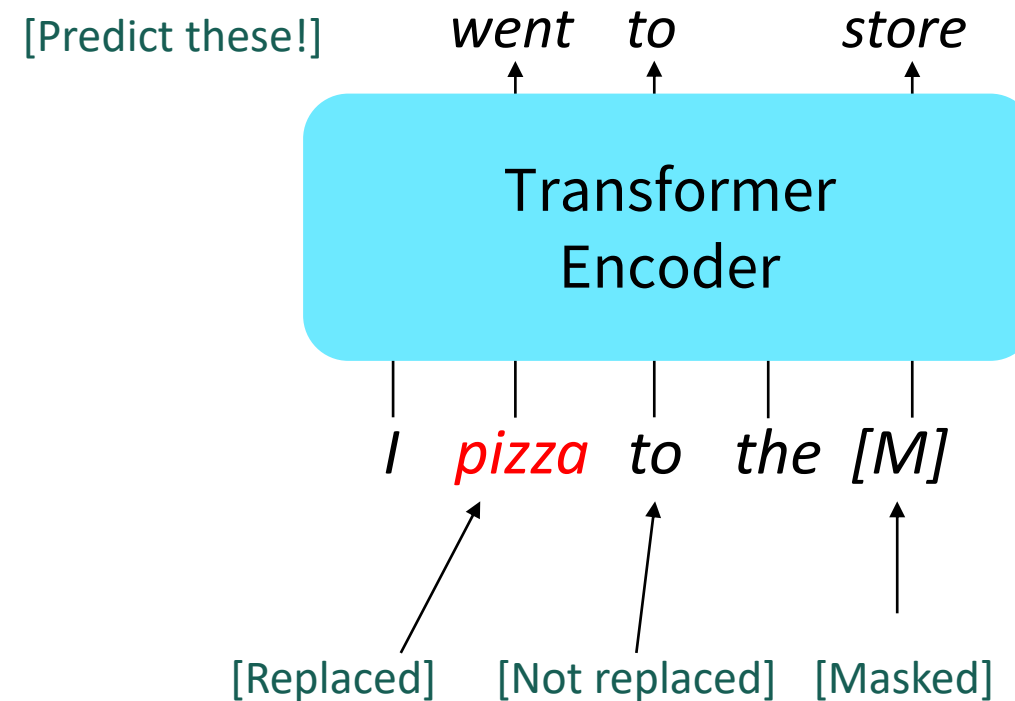 [Predict these!] went to store
Transformer
Encoder
I pizza to the [M]
[Replaced] [Not replaced] [Masked]